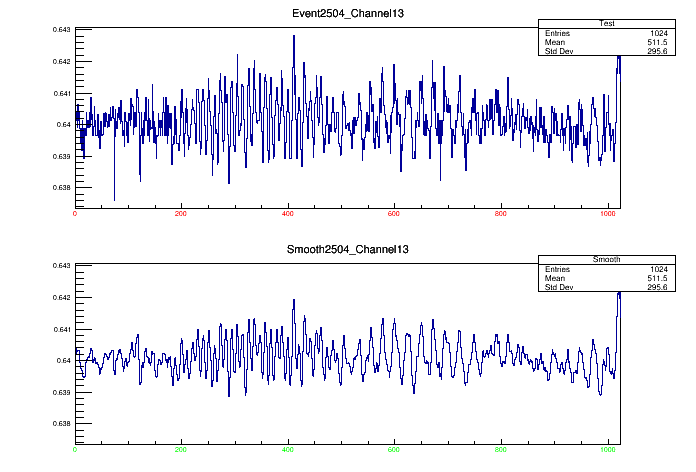 Event2504_Channel13
Test
Entries 1024
Mean 511.5
Std Dev 295.6
0.643
0.642
0.641
0.64
0.639
0.638
0 200 400 600 800 1000
Smooth2504_Channel13
Smooth
Entries 1024
Mean 511.5
Std Dev 295.6
0.643
0.642
0.641
0.64
0.639
0.638
0 200 400 600 800 1000